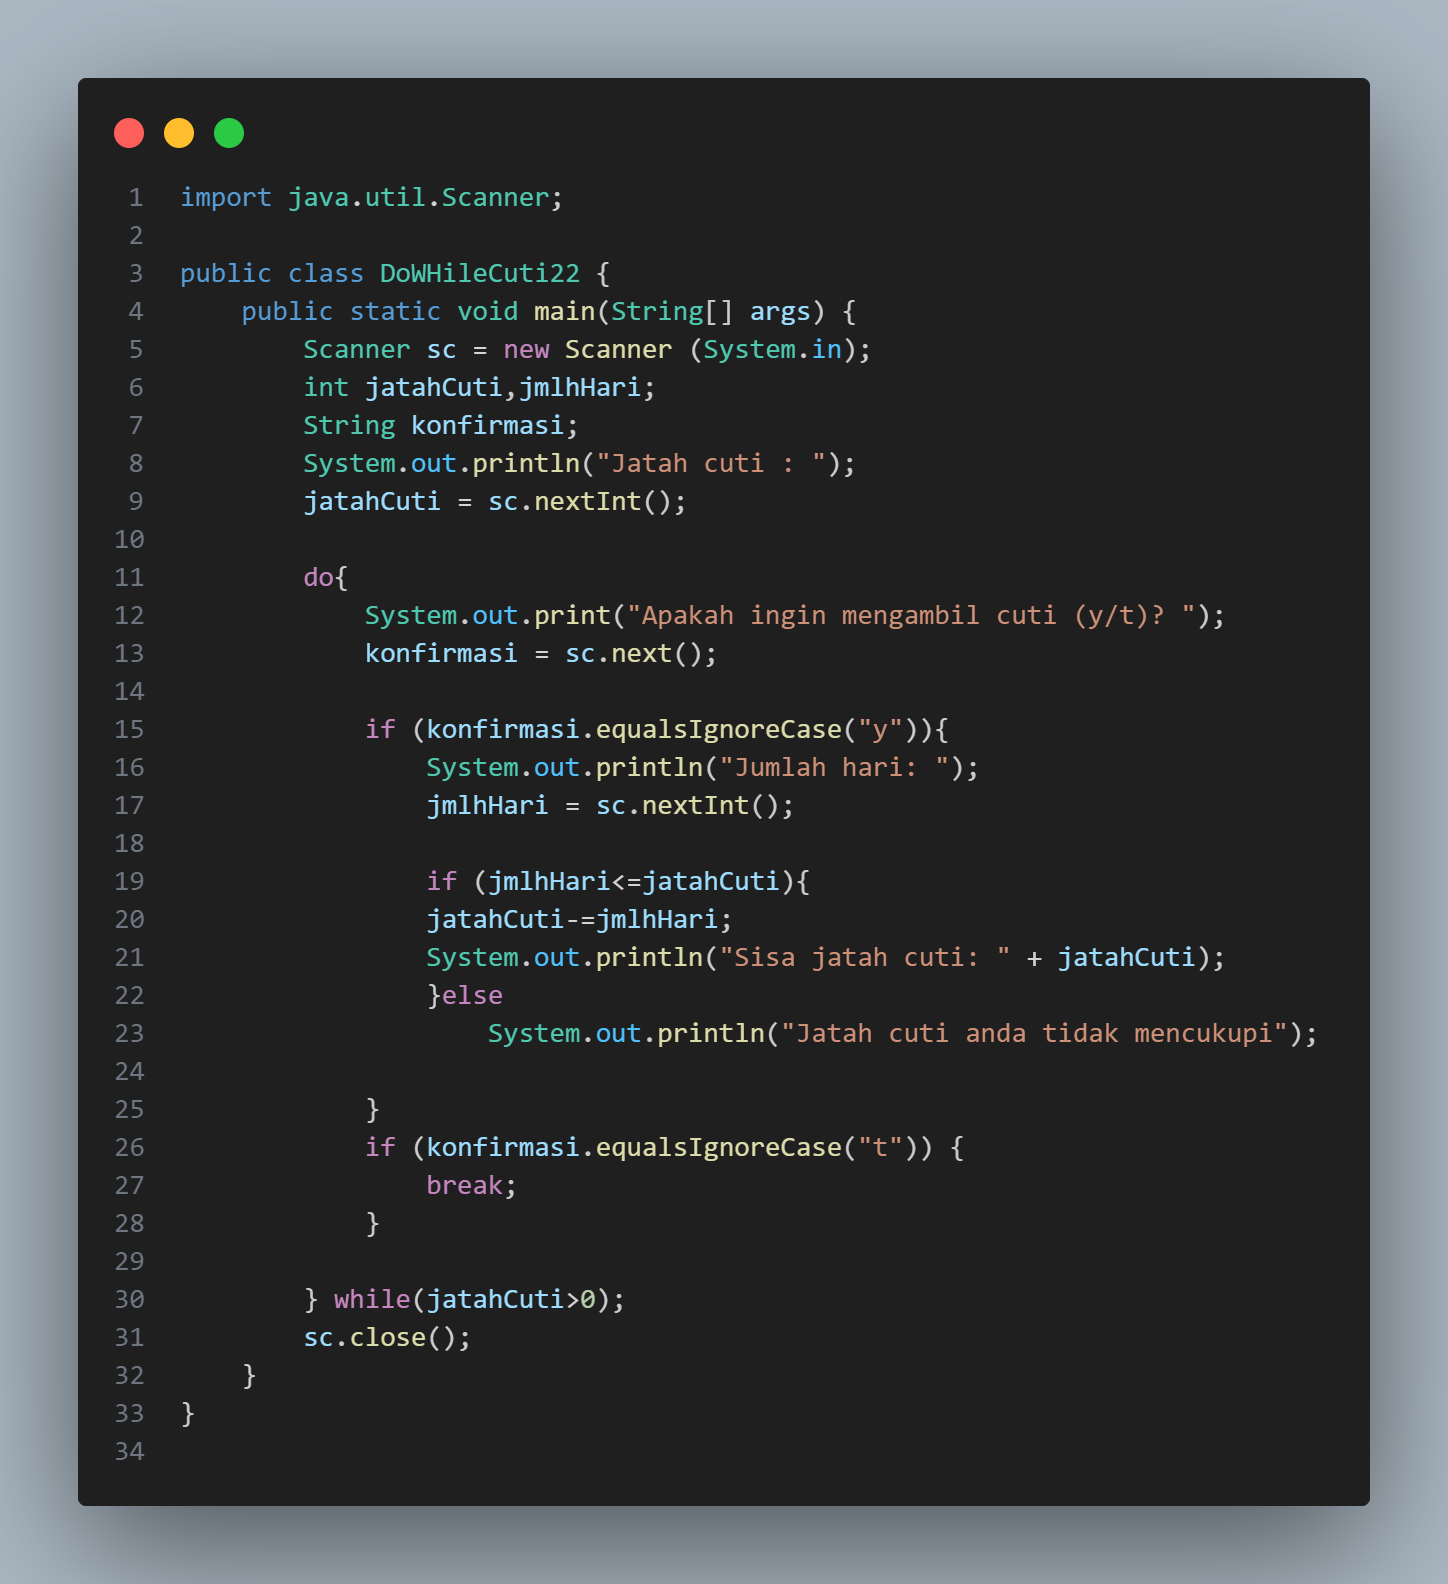 1 import java.util.Scanner;
2
3 public class DoWHileCuti22 {
4     public static void main(String[] args) {
5         Scanner sc = new Scanner (System.in);
6         int jatahCuti,jmlhHari;
7         String konfirmasi;
8         System.out.println("Jatah cuti : ");
9         jatahCuti = sc.nextInt();
10
11         do{
12             System.out.print("Apakah ingin mengambil cuti (y/t)? ");
13             konfirmasi = sc.next();
14
15             if (konfirmasi.equalsIgnoreCase("y")){
16                 System.out.println("Jumlah hari: ");
17                 jmlhHari = sc.nextInt();
18
19                 if (jmlhHari<=jatahCuti){
20                 jatahCuti-=jmlhHari;
21                 System.out.println("Sisa jatah cuti: " + jatahCuti);
22                 }else
23                     System.out.println("Jatah cuti anda tidak mencukupi");
24
25             }
26             if (konfirmasi.equalsIgnoreCase("t")) {
27                 break;
28             }
29
30         } while(jatahCuti>0);
31         sc.close();
32     }
33 }
34